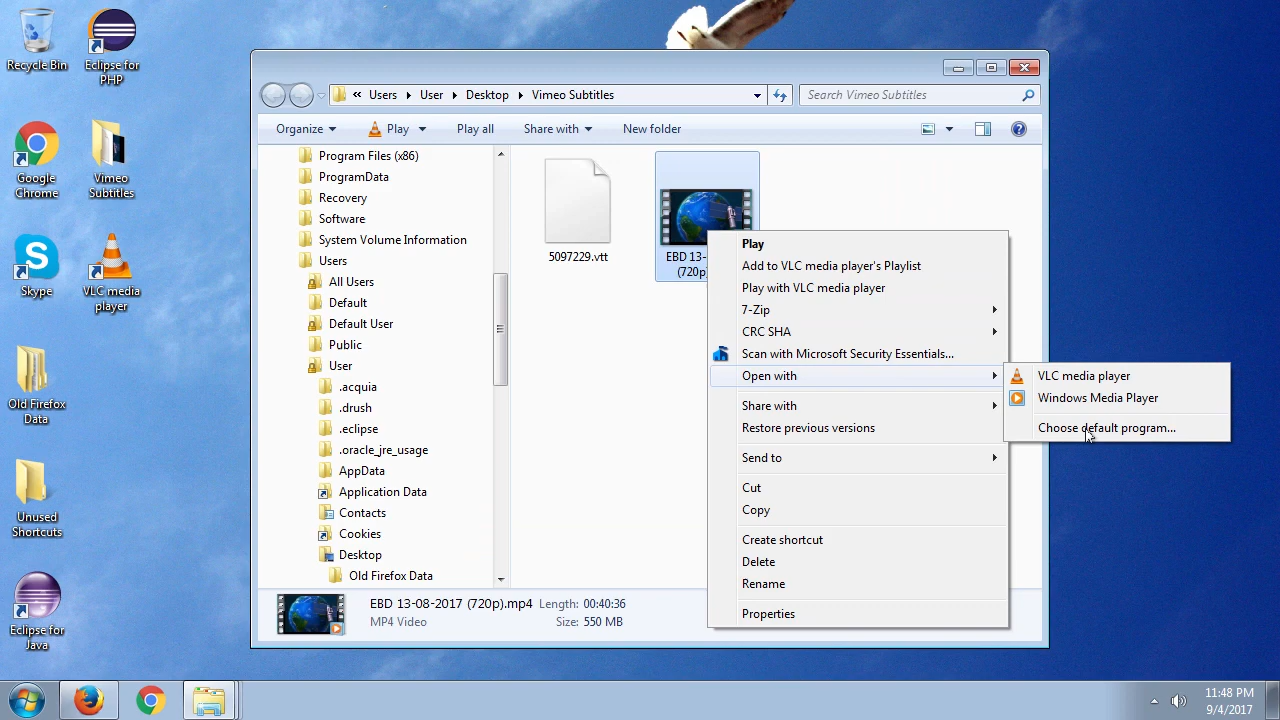 Recycle Bin
Eclipse for
PHP
Google
Chrome
Vimeo
Subtitles
Skype
VLC media
player
Old Firefox
Data
Unused
Shortcuts
Eclipse for
Java
« Users User Desktop Vimeo Subtitles
Search Vimeo Subtitles
Organize Play Play all Share with New folder
Program Files (x86)
ProgramData
Recovery
Software
System Volume Information
Users
All Users
Default
Default User
Public
User
.acquia
.drush
.eclipse
.oracle_jre_usage
AppData
Application Data
Contacts
Cookies
Desktop
Old Firefox Data
5097229.vtt
EBD 13-
(720p
Play
Add to VLC media player's Playlist
Play with VLC media player
7-Zip
CRC SHA
Scan with Microsoft Security Essentials...
Open with
Share with
Restore previous versions
Send to
Cut
Copy
Create shortcut
Delete
Rename
Properties
VLC media player
Windows Media Player
Choose default program...
EBD 13-08-2017 (720p).mp4 Length: 00:40:36
MP4 Video Size: 550 MB
11:48 PM
9/4/2017